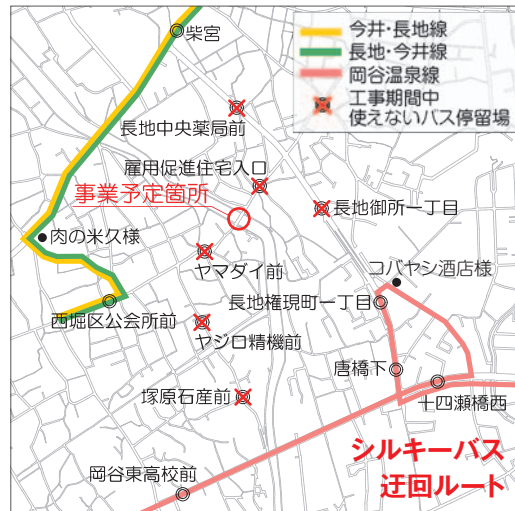 今井・長地線
長地・今井線
岡谷温泉線
工事期間中
使えないバス停留場
柴宮
長地中央薬局前
雇用促進住宅入口
事業予定箇所
長地御所一丁目
肉の米久様
ヤマダイ前
コバヤシ酒店様
長地権現町一丁目
西堀区公会所前
ヤジロ精機前
唐橋下
塚原石産前
十四瀬橋西
シルキーバス
迂回ルート
岡谷東高校前